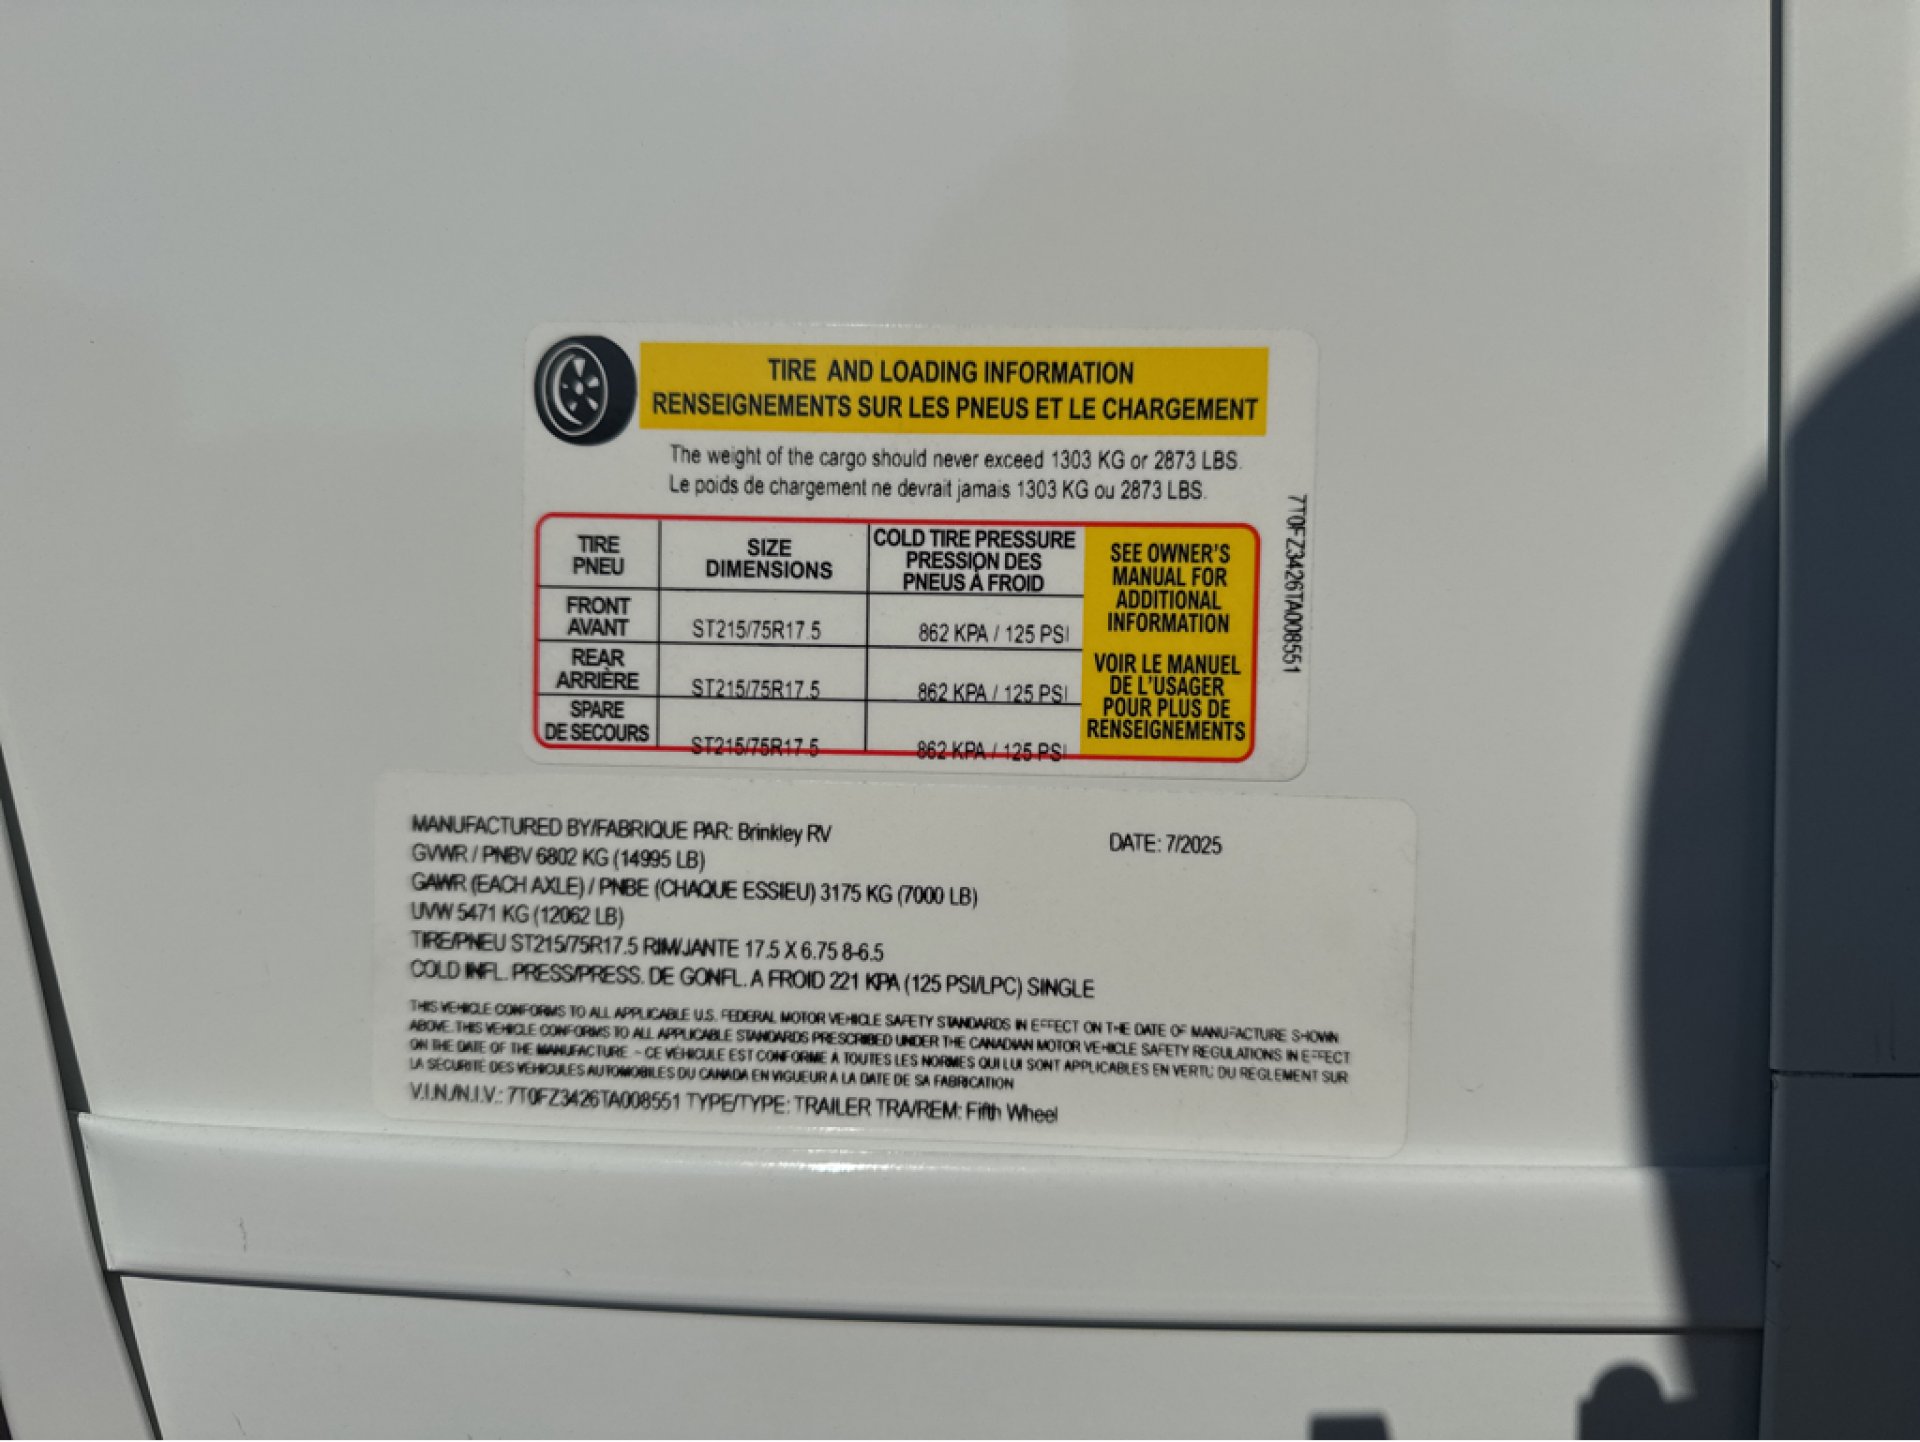 TIRE AND LOADING INFORMATION
RENSEIGNEMENTS SUR LES PNEUS ET LE CHARGEMENT
The weight of the cargo should never exceed 1303 KG or 2873 LBS.
Le poids de chargement ne devrait jamais 1303 KG ou 2873 LBS.
TIRE PNEU
SIZE DIMENSIONS
COLD TIRE PRESSURE PRESSION DES PNEUS À FROID
FRONT AVANT
ST215/75R17.5
862 KPA / 125 PSI
REAR ARRIÈRE
ST215/75R17.5
862 KPA / 125 PSI
SPARE DE SECOURS
ST215/75R17.5
862 KPA / 125 PSI
SEE OWNER'S
MANUAL FOR
ADDITIONAL
INFORMATION
VOIR LE MANUEL
DE L'USAGER
POUR PLUS DE
RENSEIGNEMENTS
7T0FZ3426TA008551
MANUFACTURED BY/FABRIQUE PAR: Brinkley RV DATE: 7/2025
GVWR / PNBV 6802 KG (14995 LB)
GAWR (EACH AXLE) / PNBE (CHAQUE ESSIEU) 3175 KG (7000 LB)
UVW 5471 KG (12062 LB)
TIRE/PNEU ST215/75R17.5 RIM/JANTE 17.5 X 6.75 8-6.5
COLD INFL. PRESS/PRESS. DE GONFL. A FROID 221 KPA (125 PSI/LPC) SINGLE
THIS VEHICLE CONFORMS TO ALL APPLICABLE U.S. FEDERAL MOTOR VEHICLE SAFETY STANDARDS IN EFFECT ON THE DATE OF MANUFACTURE SHOWN
ABOVE. THIS VEHICLE CONFORMS TO ALL APPLICABLE STANDARDS PRESCRIBED UNDER THE CANADIAN MOTOR VEHICLE SAFETY REGULATIONS IN EFFECT
ON THE DATE OF THE MANUFACTURE. - CE VÉHICULE EST CONFORME À TOUTES LES NORMES QUI LUI SONT APPLICABLES EN VERTU DU RÉGLEMENT SUR
LA SÉCURITÉ DES VÉHICULES AUTOMOBILES DU CANADA EN VIGUEUR À LA DATE DE SA FABRICATION
V.I.N./N.I.V.: 7T0FZ3426TA008551 TYPE/TYPE: TRAILER TRA/REM: Fifth Wheel